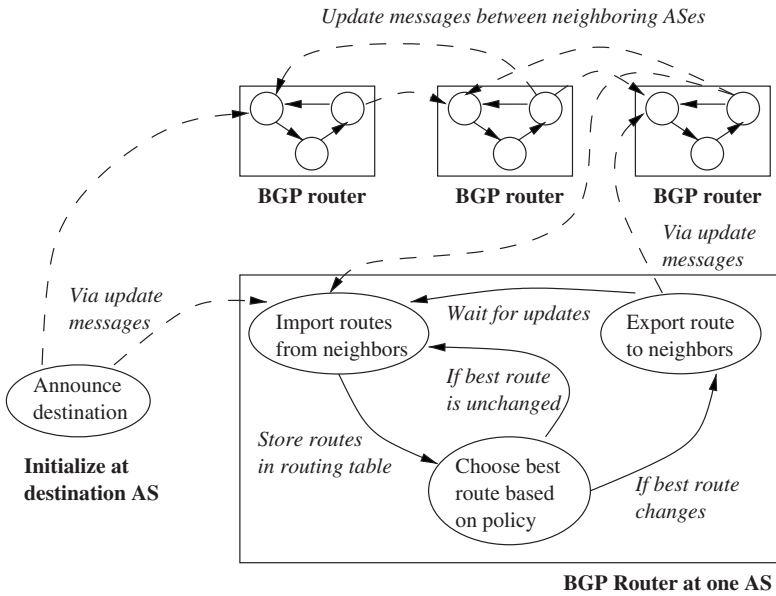 Update messages between neighboring ASes
BGP router
BGP router
BGP router
Via update
messages
Via update
messages
Import routes
from neighbors
Wait for updates
Export route
to neighbors
Announce
destination
If best route
is unchanged
Initialize at
destination AS
Store routes
in routing table
Choose best
route based
on policy
If best route
changes
BGP Router at one AS